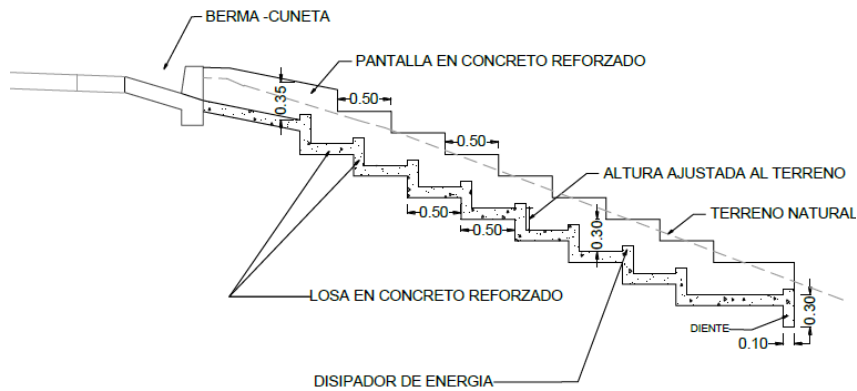 BERMA -CUNETA
PANTALLA EN CONCRETO REFORZADO
0.35
0.50
0.50
ALTURA AJUSTADA AL TERRENO
TERRENO NATURAL
0.50
0.50
0.30
LOSA EN CONCRETO REFORZADO
DIENTE
0.30
0.10
DISIPADOR DE ENERGIA